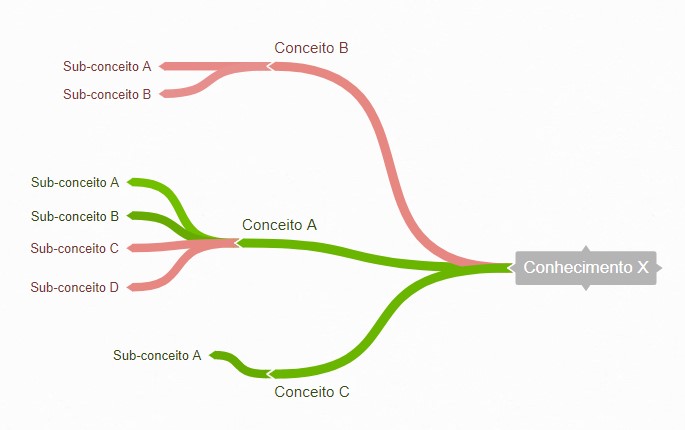 Conceito B
Sub-conceito A
Sub-conceito B
Sub-conceito A
Sub-conceito B
Conceito A
Sub-conceito C
Sub-conceito D
Conhecimento X
Sub-conceito A
Conceito C